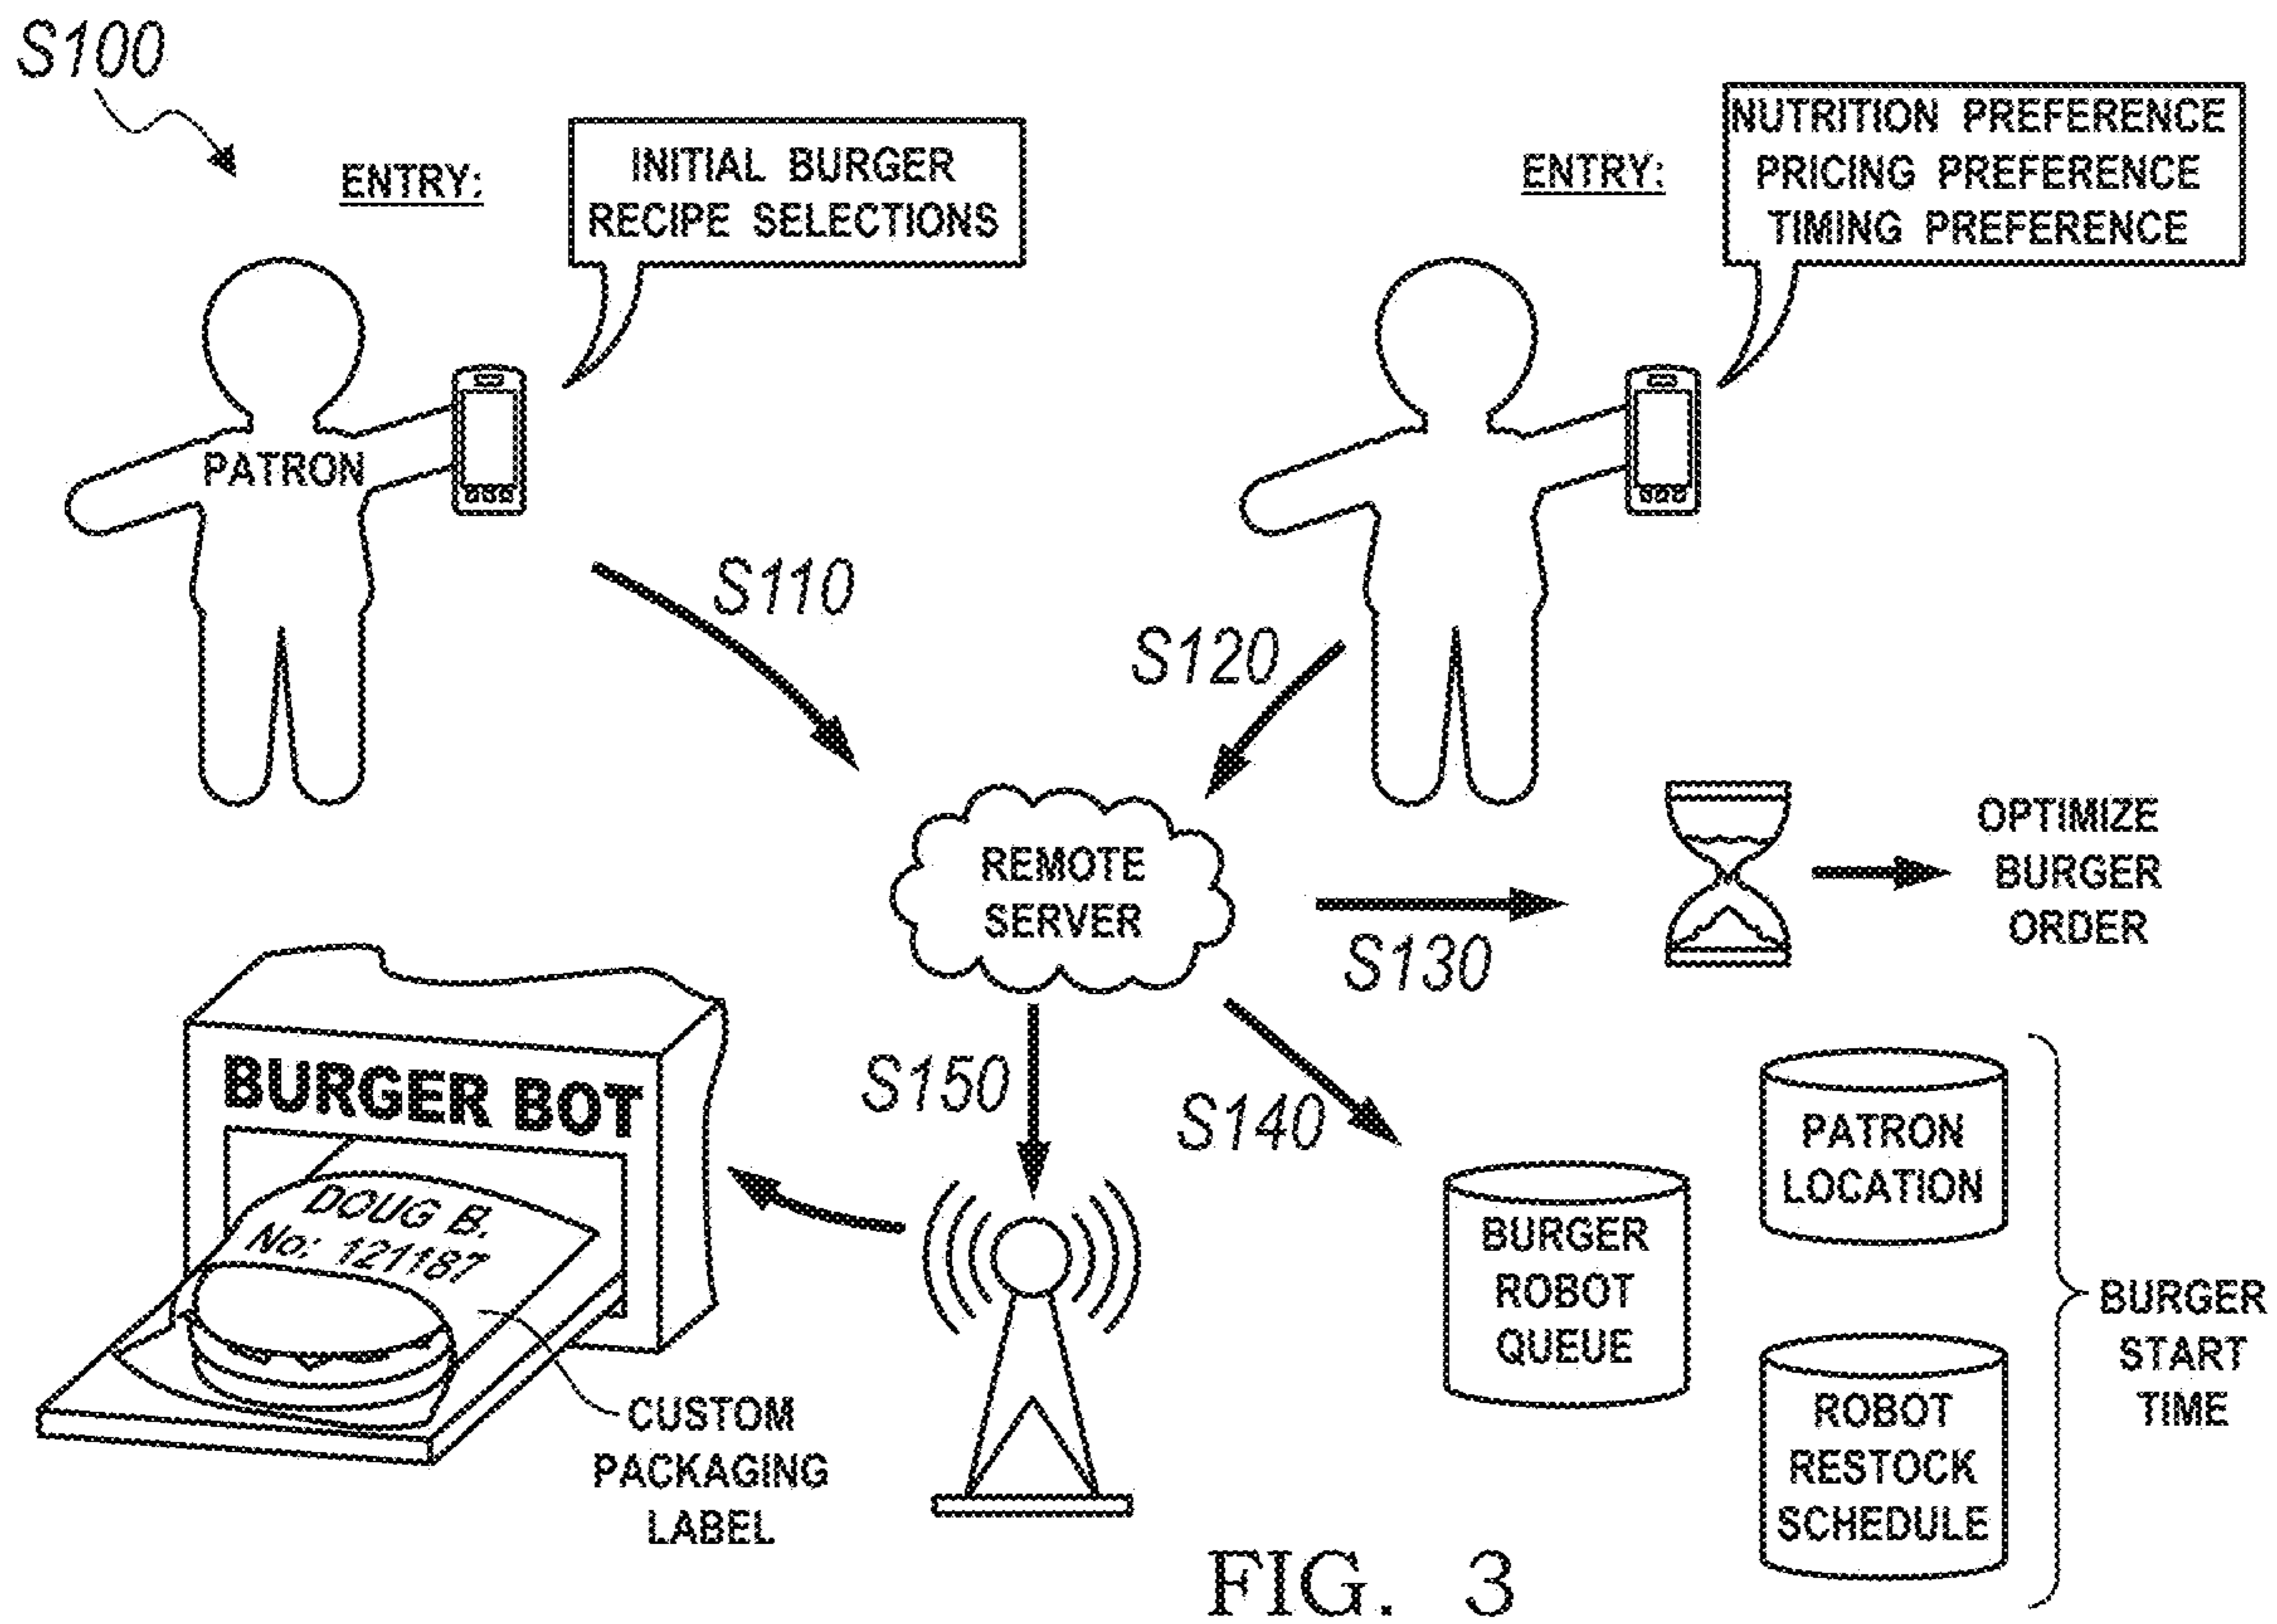 S100
ENTRY:
INITIAL BURGER
RECIPE SELECTIONS
ENTRY:
NUTRITION PREFERENCE
PRICING PREFERENCE
TIMING PREFERENCE
PATRON
S110
S120
REMOTE
SERVER
S130
OPTIMIZE
BURGER
ORDER
S150
S140
BURGER BOT
DOUG B.
No: 121187
CUSTOM
PACKAGING
LABEL
BURGER
ROBOT
QUEUE
PATRON
LOCATION
ROBOT
RESTOCK
SCHEDULE
BURGER
START
TIME
FIG. 3